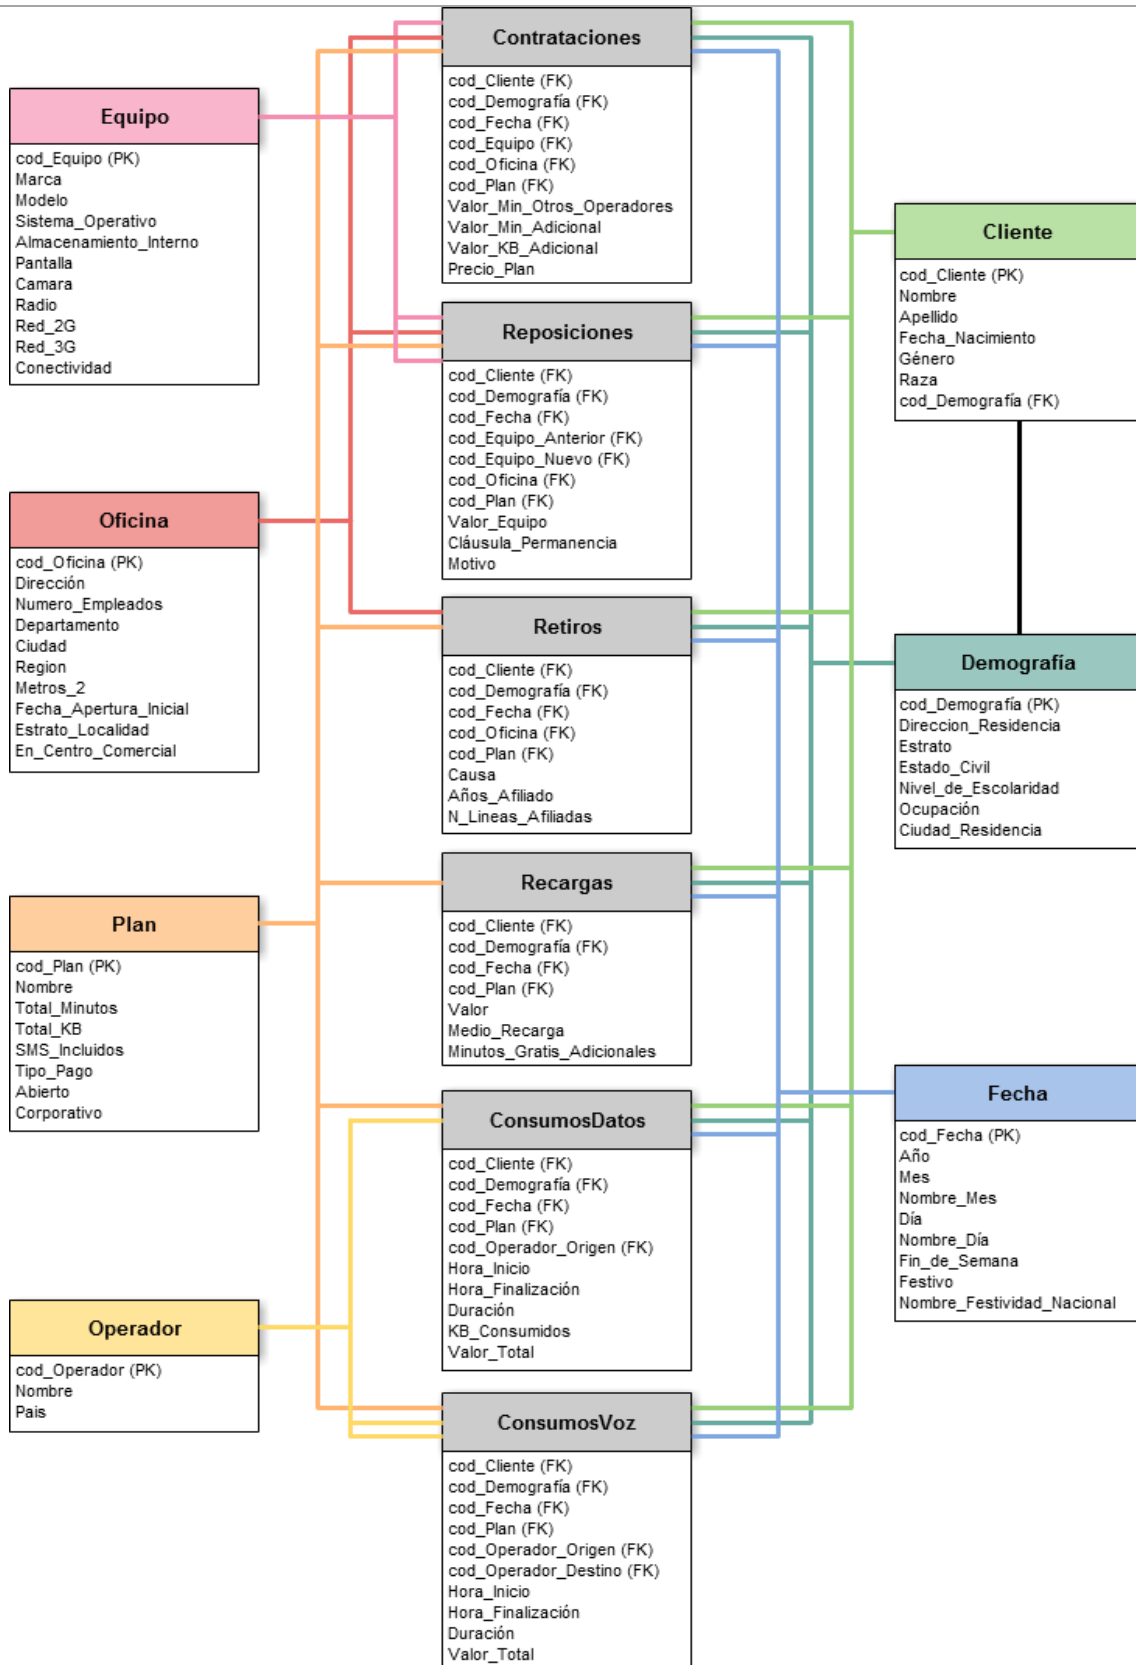 Equipo
cod_Equipo (PK)
Marca
Modelo
Sistema_Operativo
Almacenamiento_Interno
Pantalla
Camara
Radio
Red_2G
Red_3G
Conectividad
Oficina
cod_Oficina (PK)
Dirección
Numero_Empleados
Departamento
Ciudad
Region
Metros_2
Fecha_Apertura_Inicial
Estrato_Localidad
En_Centro_Comercial
Plan
cod_Plan (PK)
Nombre
Total_Minutos
Total_KB
SMS_Incluidos
Tipo_Pago
Abierto
Corporativo
Operador
cod_Operador (PK)
Nombre
Pais
Contrataciones
cod_Cliente (FK)
cod_Demografía (FK)
cod_Fecha (FK)
cod_Equipo (FK)
cod_Oficina (FK)
cod_Plan (FK)
Valor_Min_Otros_Operadores
Valor_Min_Adicional
Valor_KB_Adicional
Precio_Plan
Reposiciones
cod_Cliente (FK)
cod_Demografía (FK)
cod_Fecha (FK)
cod_Equipo_Anterior (FK)
cod_Equipo_Nuevo (FK)
cod_Oficina (FK)
cod_Plan (FK)
Valor_Equipo
Cláusula_Permanencia
Motivo
Retiros
cod_Cliente (FK)
cod_Demografía (FK)
cod_Fecha (FK)
cod_Oficina (FK)
cod_Plan (FK)
Causa
Años_Afiliado
N_Lineas_Afiliadas
Recargas
cod_Cliente (FK)
cod_Demografía (FK)
cod_Fecha (FK)
cod_Plan (FK)
Valor
Medio_Recarga
Minutos_Gratis_Adicionales
ConsumosDatos
cod_Cliente (FK)
cod_Demografía (FK)
cod_Fecha (FK)
cod_Plan (FK)
cod_Operador_Origen (FK)
Hora_Inicio
Hora_Finalización
Duración
KB_Consumidos
Valor_Total
ConsumosVoz
cod_Cliente (FK)
cod_Demografía (FK)
cod_Fecha (FK)
cod_Plan (FK)
cod_Operador_Origen (FK)
cod_Operador_Destino (FK)
Hora_Inicio
Hora_Finalización
Duración
Valor_Total
Cliente
cod_Cliente (PK)
Nombre
Apellido
Fecha_Nacimiento
Género
Raza
cod_Demografía (FK)
Demografía
cod_Demografía (PK)
Direccion_Residencia
Estrato
Estado_Civil
Nivel_de_Escolaridad
Ocupación
Ciudad_Residencia
Fecha
cod_Fecha (PK)
Año
Mes
Nombre_Mes
Día
Nombre_Día
Fin_de_Semana
Festivo
Nombre_Festividad_Nacional